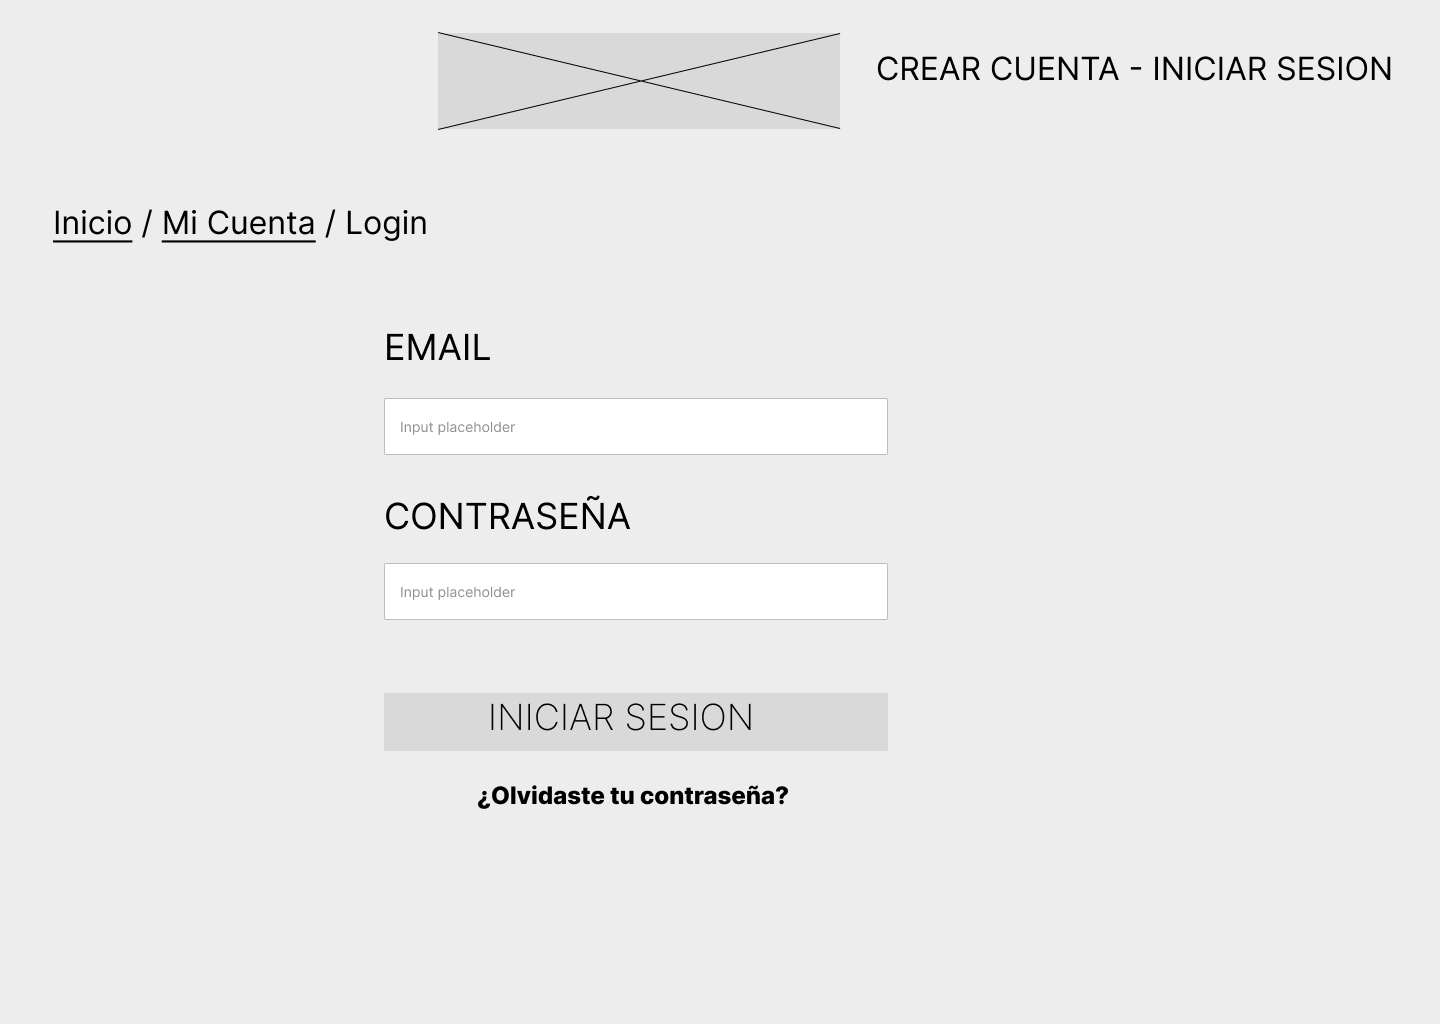 CREAR CUENTA - INICIAR SESION
Inicio / Mi Cuenta / Login
EMAIL
Input placeholder
CONTRASEÑA
Input placeholder
INICIAR SESION
¿Olvidaste tu contraseña?